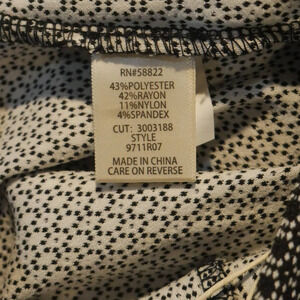 RN#58822
43%POLYESTER
42%RAYON
11%NYLON
4%SPANDEX
CUT: 3003188
STYLE
9711R07
MADE IN CHINA
CARE ON REVERSE